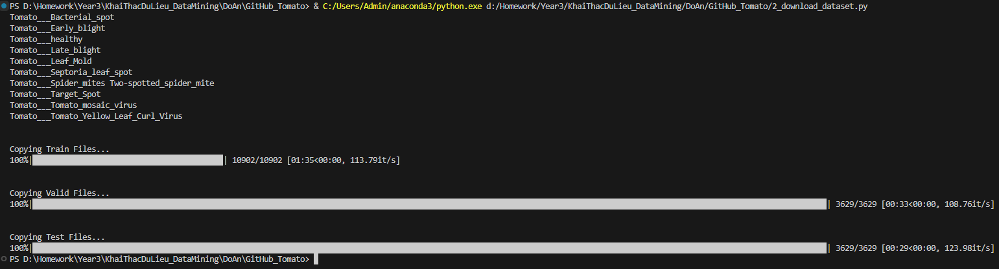 PS D:\Homework\Year3\KhaiThacDuLieu_DataMining\DoAn\GitHub_Tomato> & C:/Users/Admin/anaconda3/python.exe d:/Homework/Year3/KhaiThacDuLieu_DataMining/DoAn/GitHub_Tomato/2_download_dataset.py
Tomato___Bacterial_spot
Tomato___Early_blight
Tomato___healthy
Tomato___Late_blight
Tomato___Leaf_Mold
Tomato___Septoria_leaf_spot
Tomato___Spider_mites Two-spotted_spider_mite
Tomato___Target_Spot
Tomato___Tomato_mosaic_virus
Tomato___Tomato_Yellow_Leaf_Curl_Virus
Copying Train Files...
100%| | 10902/10902 [01:35<00:00, 113.79it/s]
Copying Valid Files...
100%| | 3629/3629 [00:33<00:00, 108.76it/s]
Copying Test Files...
100%| | 3629/3629 [00:29<00:00, 123.98it/s]
PS D:\Homework\Year3\KhaiThacDuLieu_DataMining\DoAn\GitHub_Tomato>